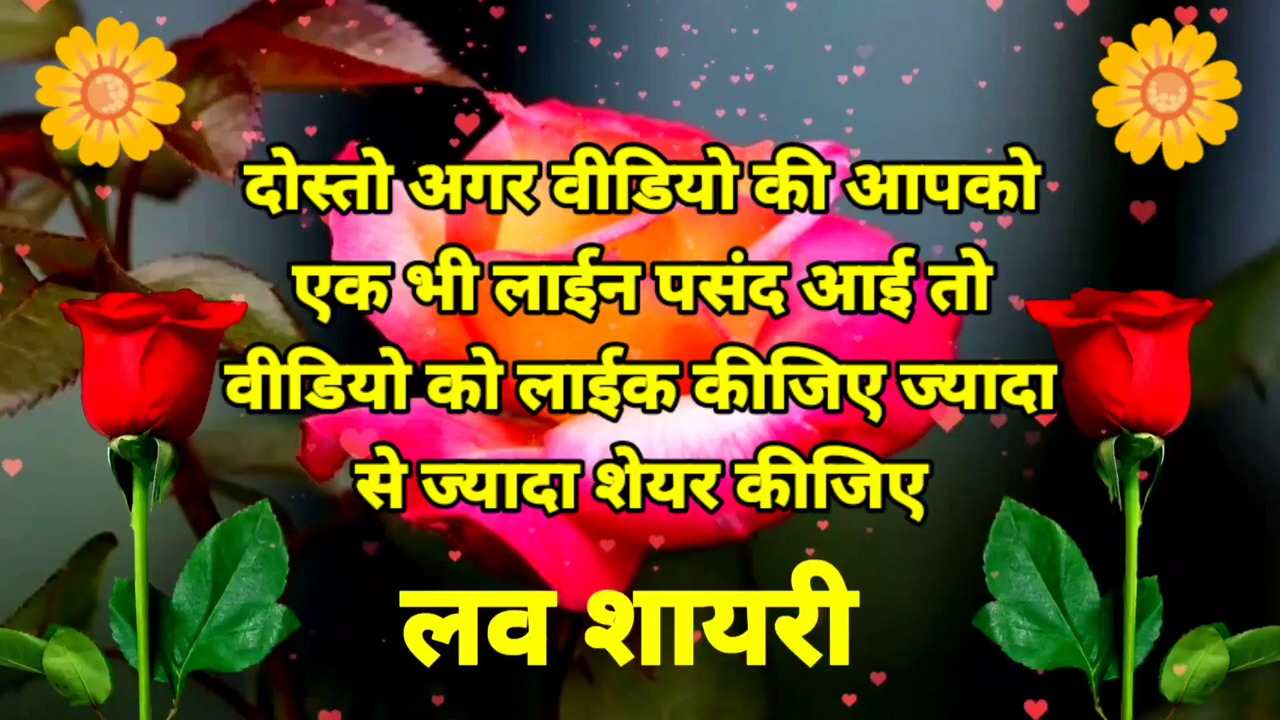 दोस्तो अगर वीडियो की आपको
एक भी लाईन पसंद आई तो
वीडियो को लाईक कीजिए ज्यादा
से ज्यादा शेयर कीजिए
लव शायरी